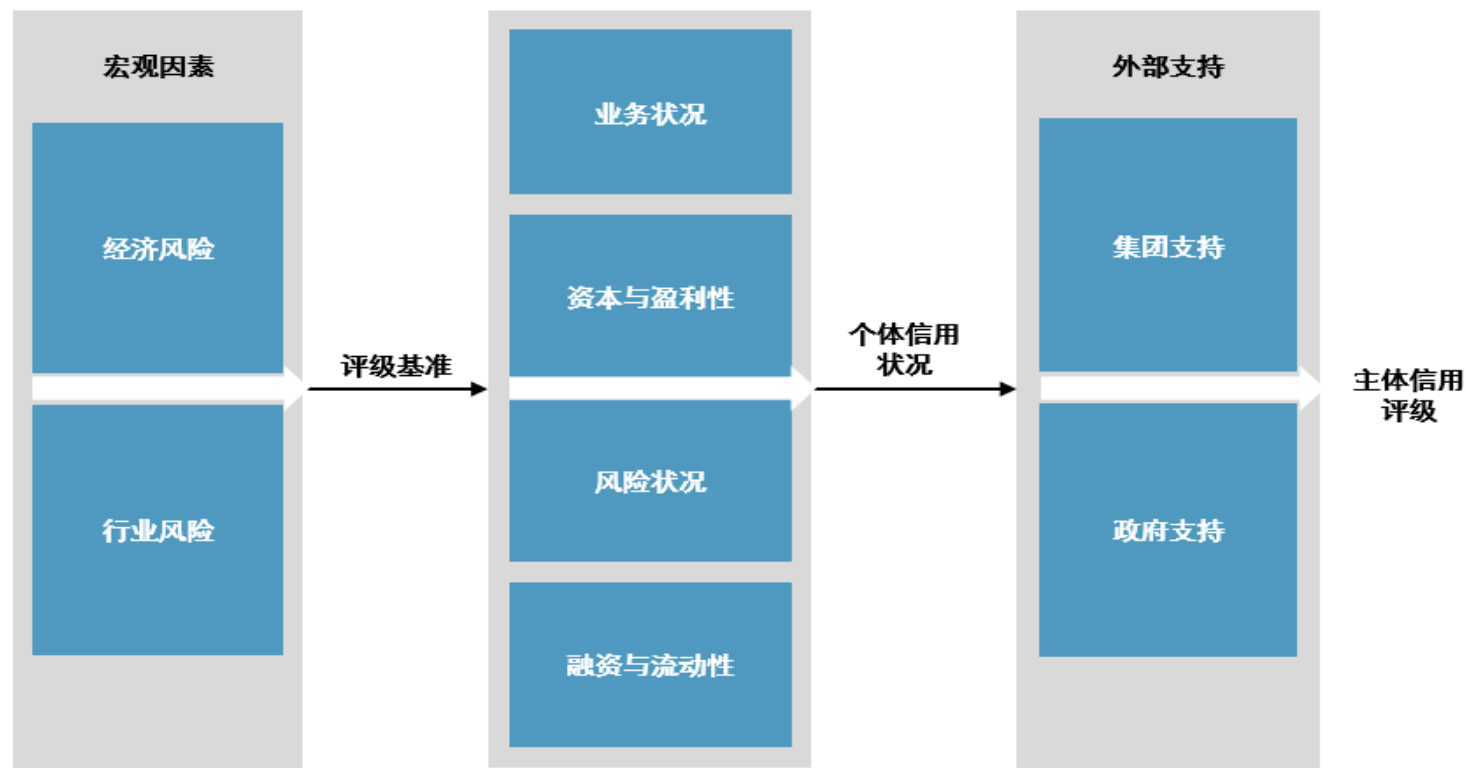 宏观因素
经济风险
行业风险
评级基准
业务状况
资本与盈利性
风险状况
融资与流动性
个体信用
状况
外部支持
集团支持
政府支持
主体信用
评级